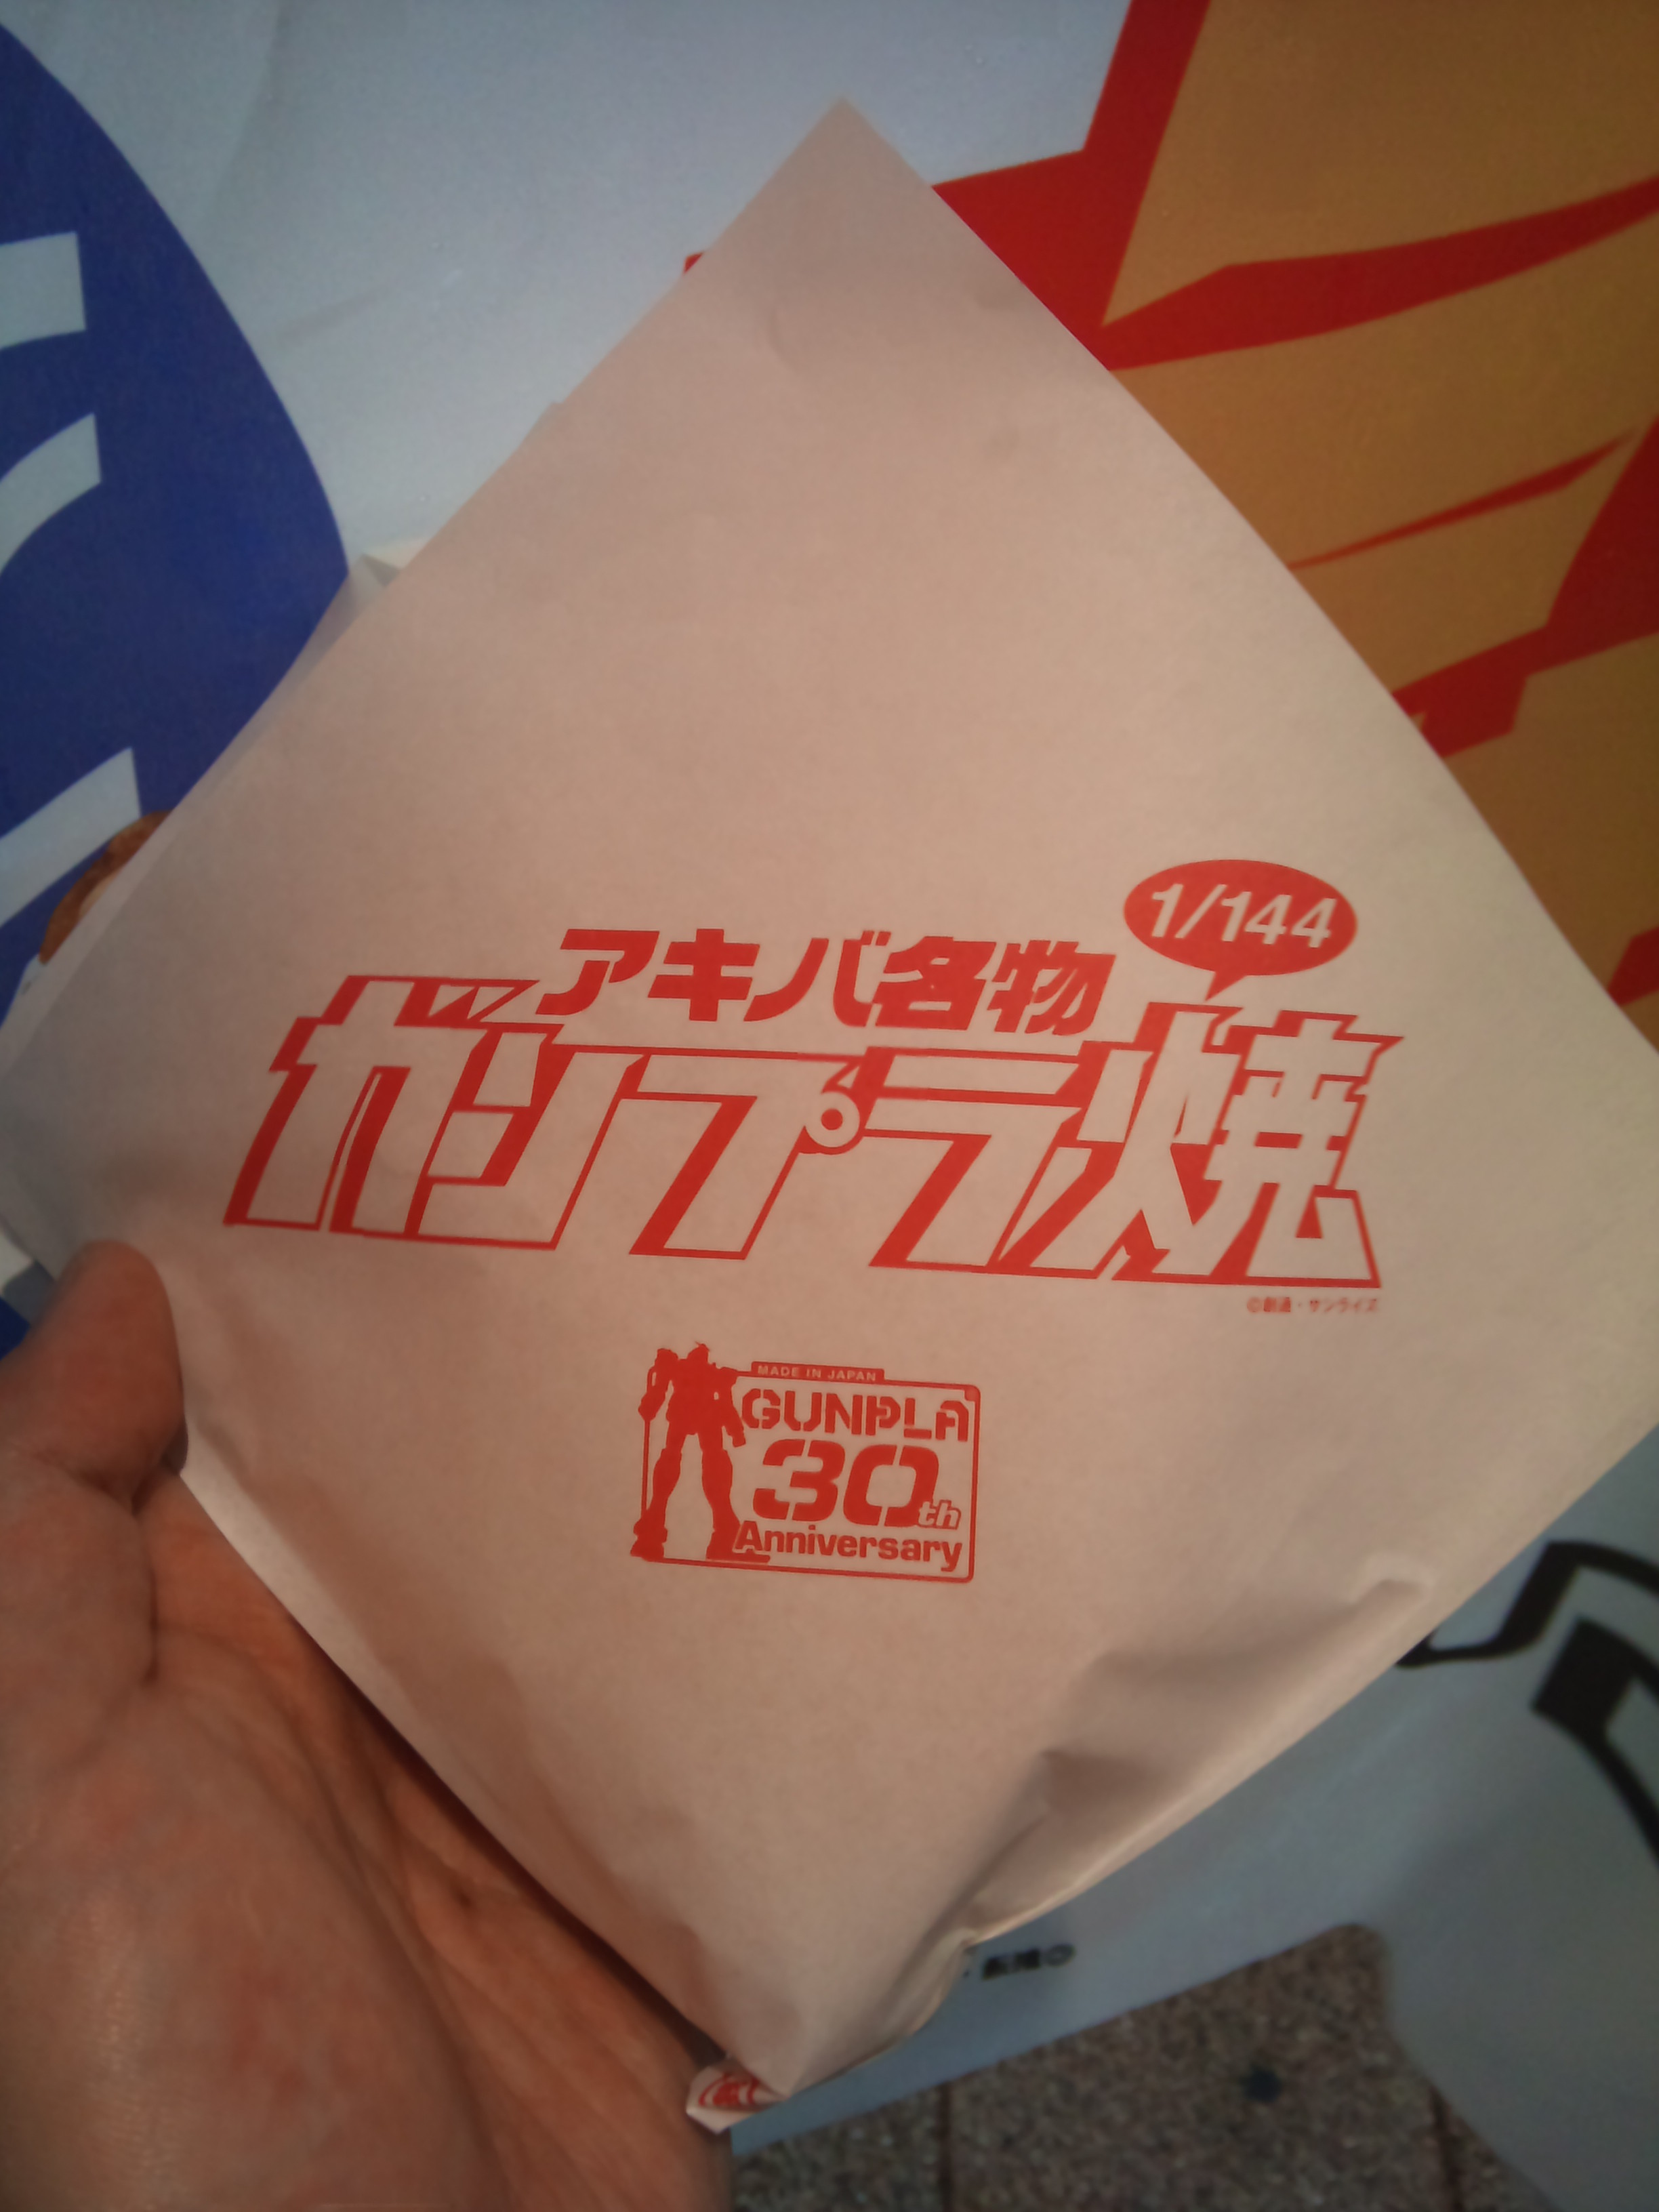 1/144
アキバ名物
ガンプラ焼
©創通・サンライズ
MADE IN JAPAN
GUNPLA
30th
Anniversary